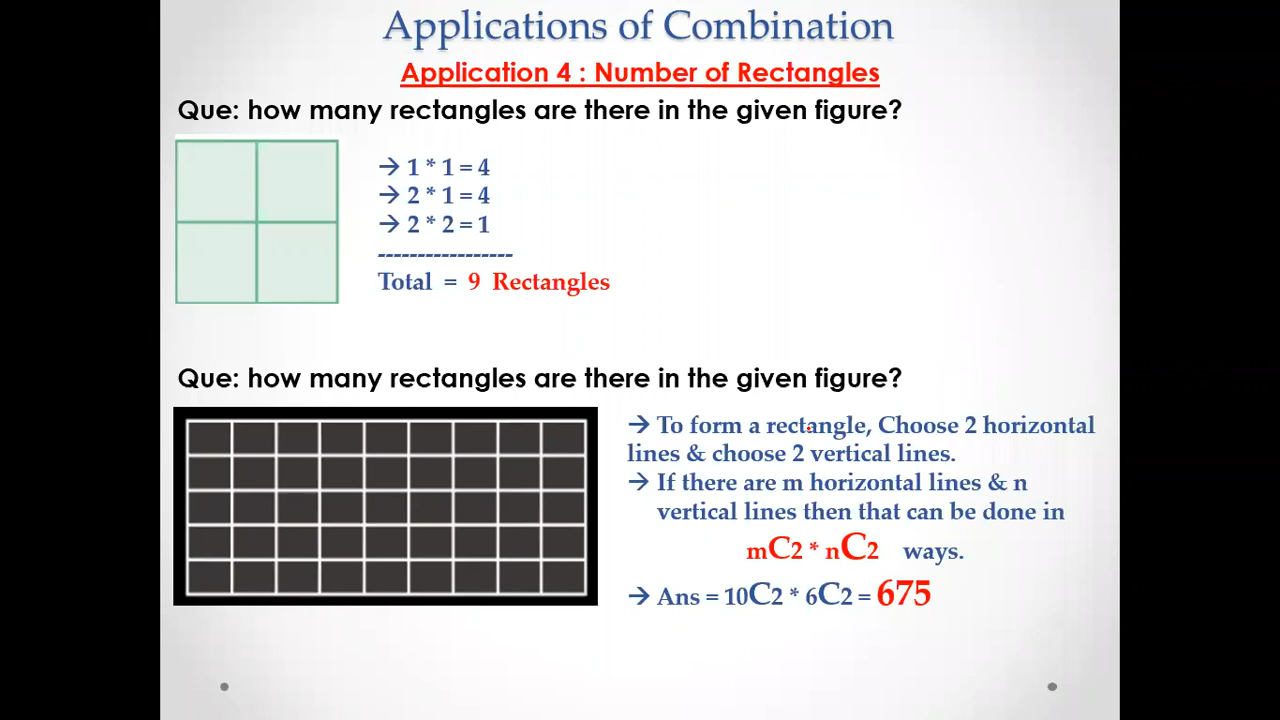 Applications of Combination
Application 4 : Number of Rectangles
Que: how many rectangles are there in the given figure?
→ 1 * 1 = 4
→ 2 * 1 = 4
→ 2 * 2 = 1
-----------------
Total = 9 Rectangles
Que: how many rectangles are there in the given figure?
→ To form a rectangle, Choose 2 horizontal
lines & choose 2 vertical lines.
→ If there are m horizontal lines & n
vertical lines then that can be done in
mC2 * nC2 ways.
→ Ans = 10C2 * 6C2 = 675